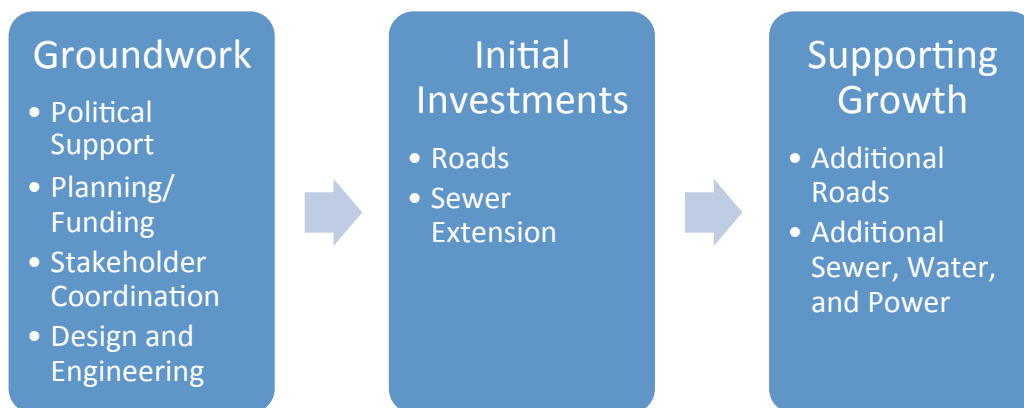 Groundwork
• Political
Support
• Planning/
Funding
• Stakeholder
Coordination
• Design and
Engineering
Initial
Investments
• Roads
• Sewer
Extension
Supporting
Growth
• Additional
Roads
• Additional
Sewer, Water,
and Power